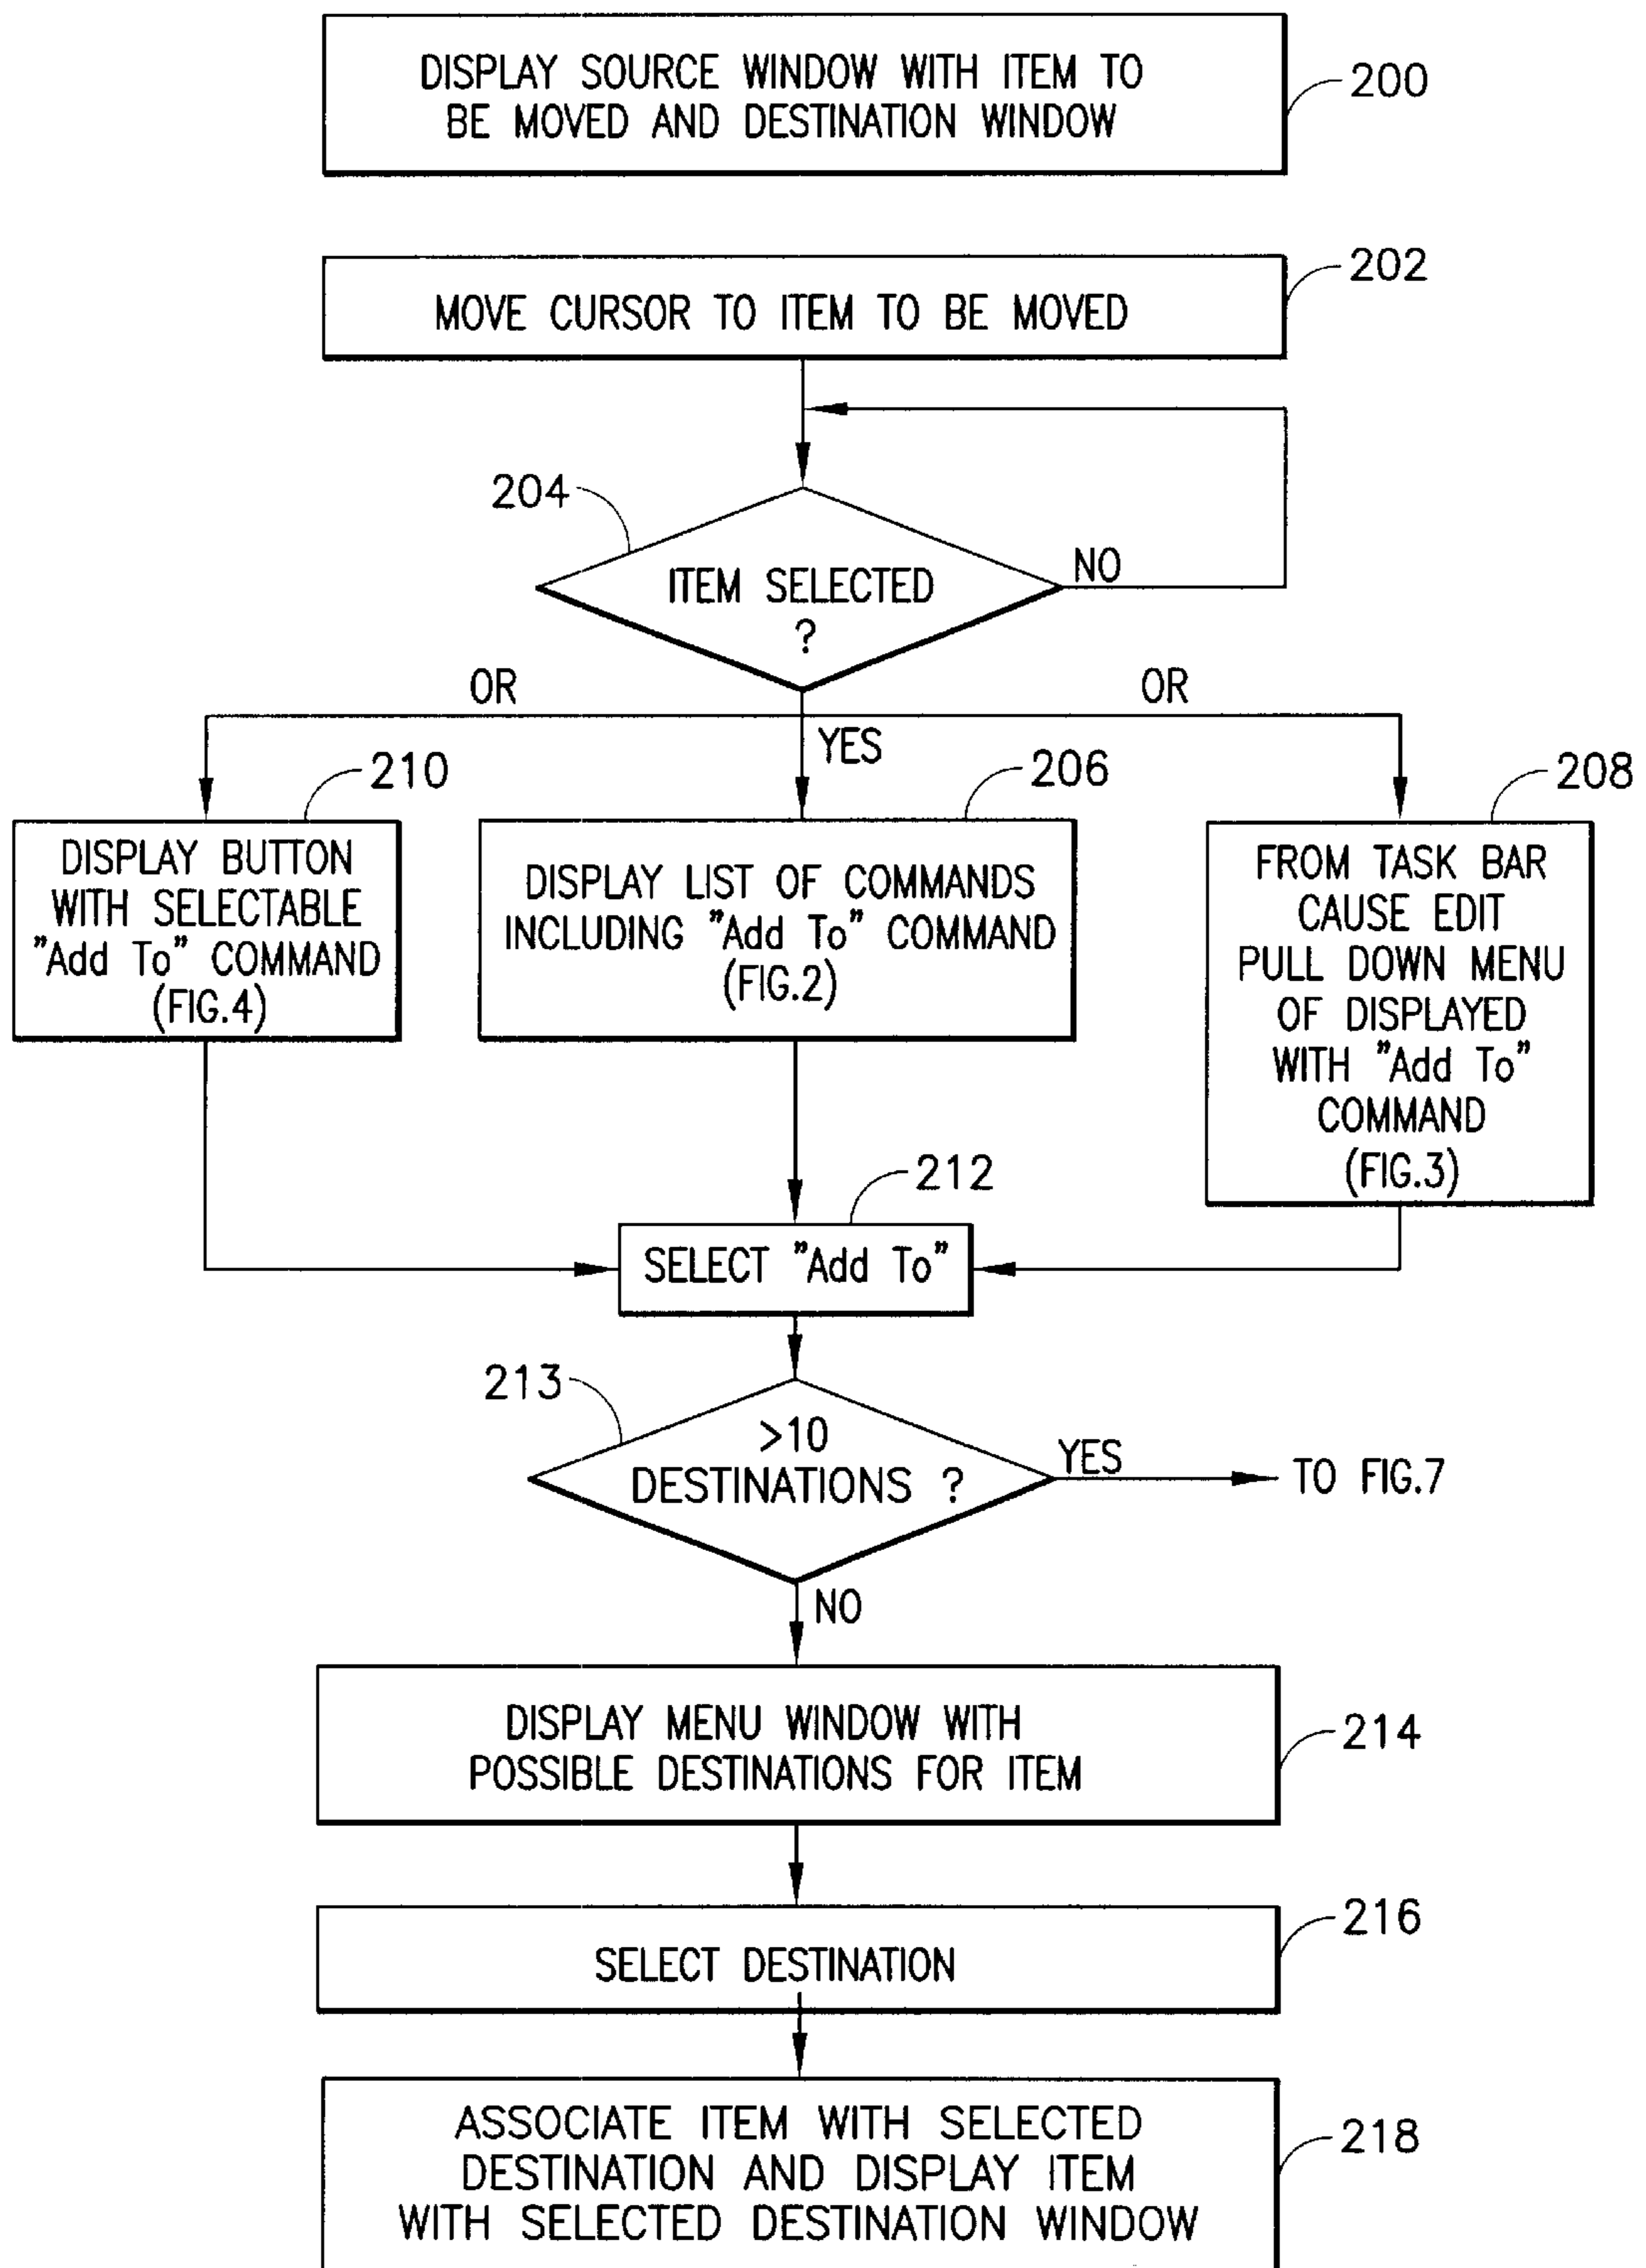 DISPLAY SOURCE WINDOW WITH ITEM TO
BE MOVED AND DESTINATION WINDOW
200
MOVE CURSOR TO ITEM TO BE MOVED
202
204
ITEM SELECTED
?
NO
OR
YES
OR
210
DISPLAY BUTTON
WITH SELECTABLE
"Add To" COMMAND
(FIG.4)
206
DISPLAY LIST OF COMMANDS
INCLUDING "Add To" COMMAND
(FIG.2)
208
FROM TASK BAR
CAUSE EDIT
PULL DOWN MENU
OF DISPLAYED
WITH "Add To"
COMMAND
(FIG.3)
212
SELECT "Add To"
213
>10
DESTINATIONS ?
YES
TO FIG.7
NO
DISPLAY MENU WINDOW WITH
POSSIBLE DESTINATIONS FOR ITEM
214
SELECT DESTINATION
216
ASSOCIATE ITEM WITH SELECTED
DESTINATION AND DISPLAY ITEM
WITH SELECTED DESTINATION WINDOW
218